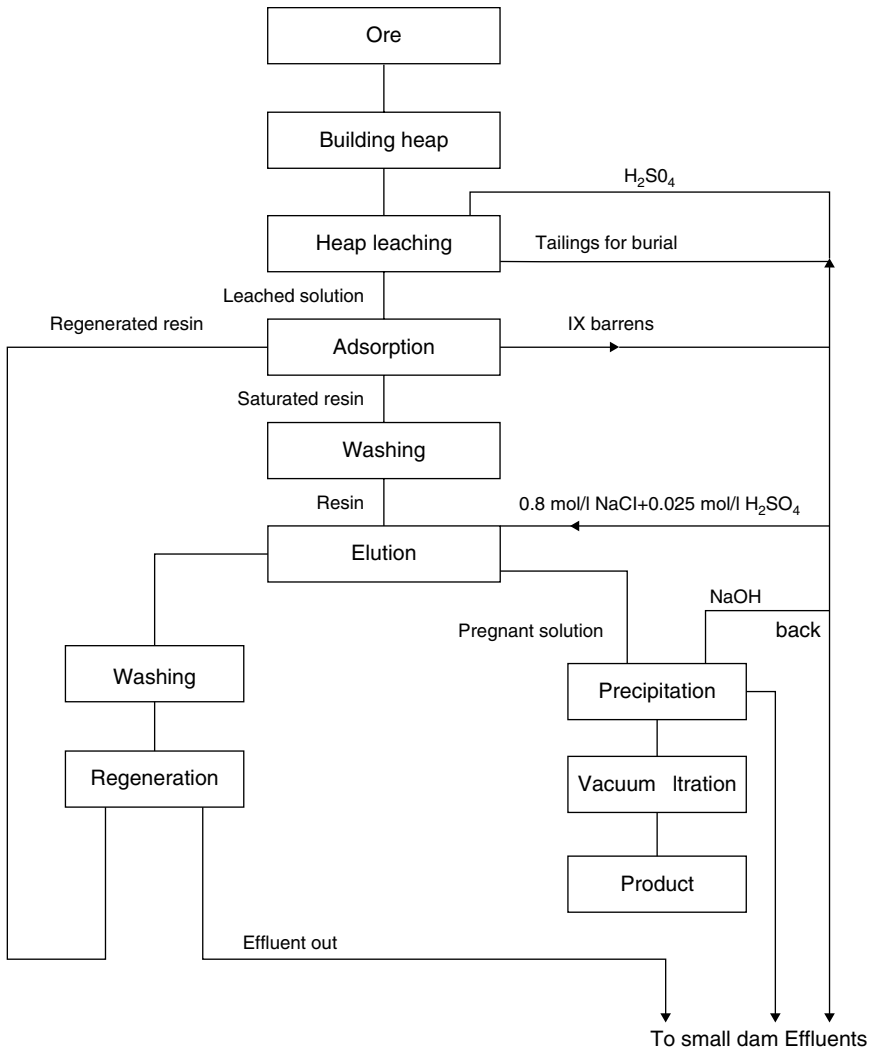 Ore
Building heap
H₂S0₄
Heap leaching
Tailings for burial
Leached solution
Regenerated resin
Adsorption
IX barrens
Saturated resin
Washing
Resin
0.8 mol/l NaCl+0.025 mol/l H₂SO₄
Elution
NaOH
Pregnant solution
back
Washing
Precipitation
Regeneration
Vacuum ltration
Product
Effluent out
To small dam Effluents